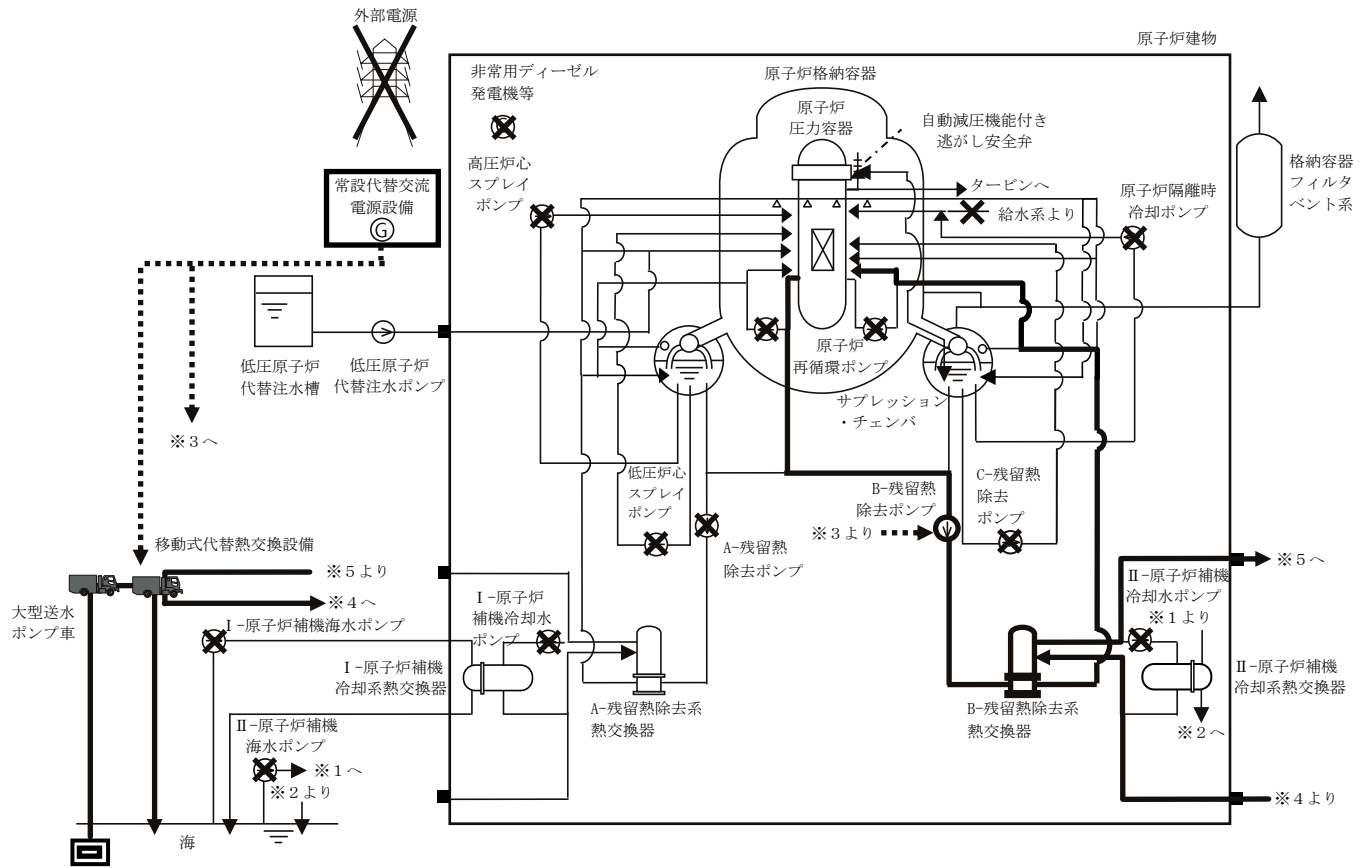 外部電源
原子炉建物
非常用ディーゼル
発電機等
原子炉格納容器
原子炉
圧力容器
自動減圧機能付き
逃がし安全弁
格納容器
フィルタ
ベント系
常設代替交流
電源設備
G
高圧炉心
スプレイ
ポンプ
タービンへ
給水系より
原子炉隔離時
冷却ポンプ
低圧原子炉
代替注水槽
低圧原子炉
代替注水ポンプ
原子炉
再循環ポンプ
サプレッション
・チェンバ
※3へ
低圧炉心
スプレイ
ポンプ
A-残留熱
除去ポンプ
B-残留熱
除去ポンプ
※3より
C-残留熱
除去
ポンプ
移動式代替熱交換設備
※5より
※4へ
大型送水
ポンプ車
Ⅰ-原子炉補機海水ポンプ
Ⅰ-原子炉
補機冷却水
ポンプ
Ⅰ-原子炉補機
冷却系熱交換器
A-残留熱除去系
熱交換器
B-残留熱除去系
熱交換器
※5へ
Ⅱ-原子炉補機
冷却水ポンプ
※1より
Ⅱ-原子炉補機
冷却系熱交換器
※2へ
Ⅱ-原子炉補機
海水ポンプ
※1へ
※2より
※4より
海